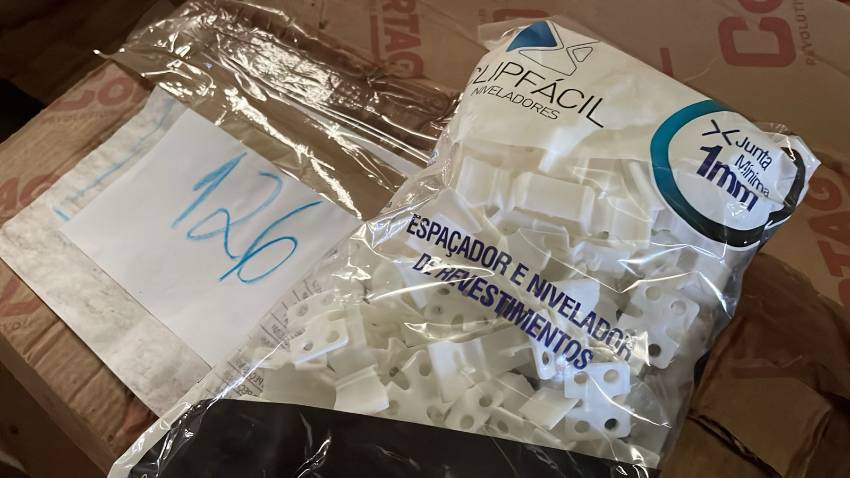 CLIPFÁCIL
NIVELADORES
Junta
Mínima
1mm
ESPAÇADOR E NIVELADOR
DE REVESTIMENTOS
126